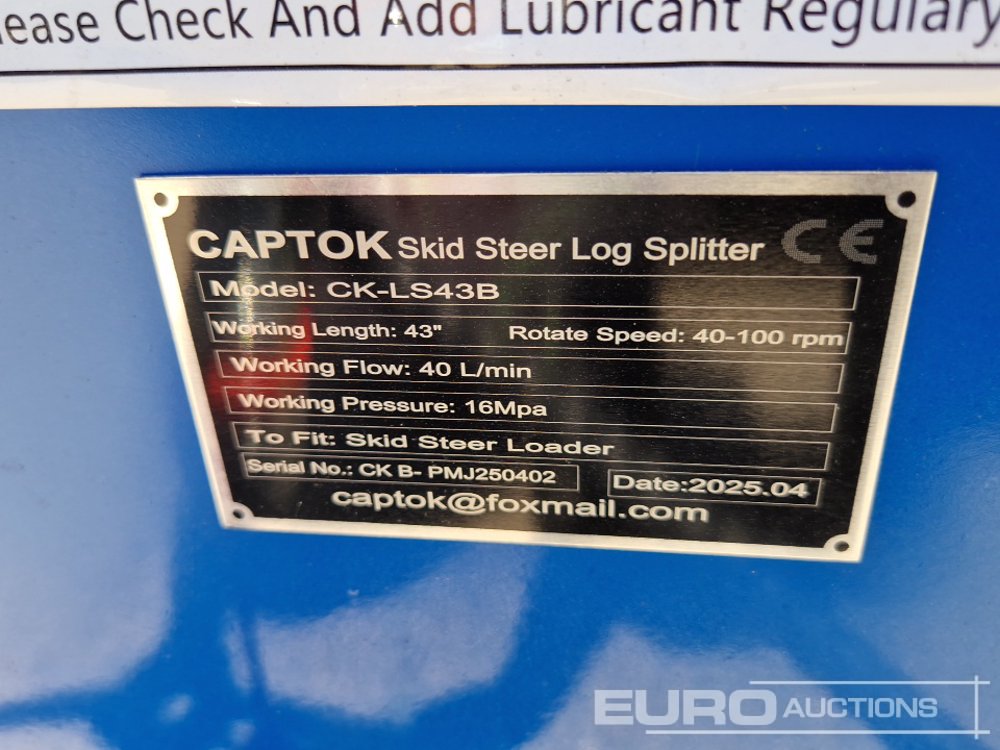 Check And Add Lubricant Regularly
CAPTOK Skid Steer Log Splitter CE
Model: CK-LS43B
Working Length: 43" Rotate Speed: 40-100 rpm
Working Flow: 40 L/min
Working Pressure: 16Mpa
To Fit: Skid Steer Loader
Serial No.: CK B- PMJ250402 Date:2025.04
captok@foxmail.com
EURO AUCTIONS